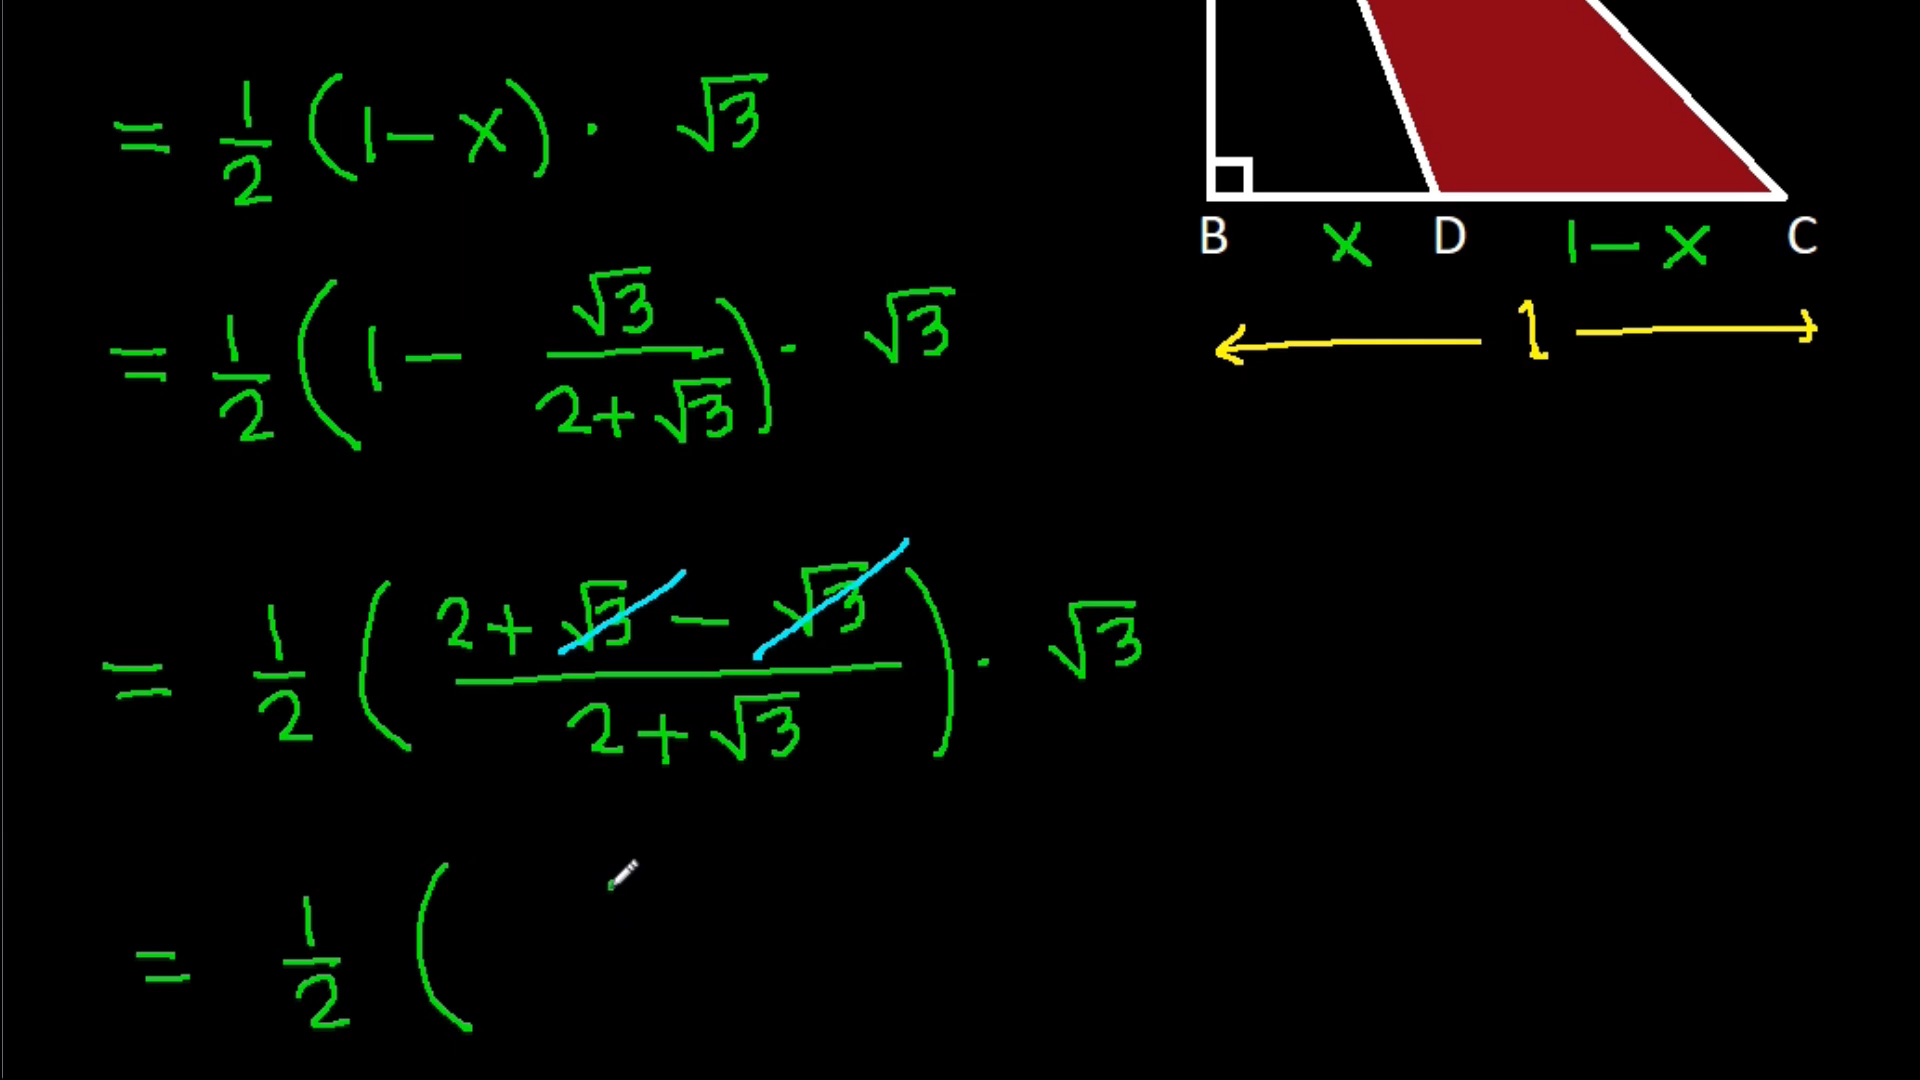 = 1/2 (1 - x) · √3
B x D 1 - x C
= 1/2 (1 - √3/(2 + √3)) · √3
1
= 1/2 ((2 + √3 - √3)/(2 + √3)) · √3
= 1/2 (